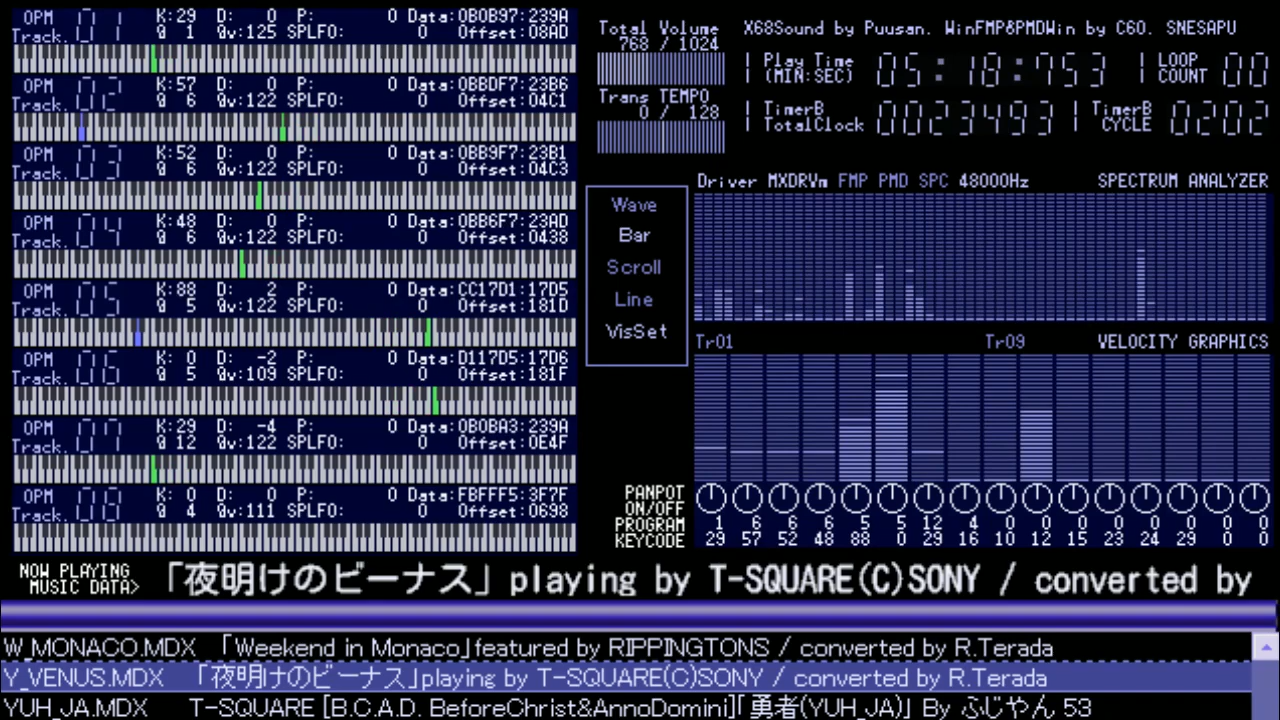 OPM K:29 D: 0 P: 0 Data:0B0B97:239A
Track. 01 @ 1 @v:125 SPLFO: 0 Offset:08AD
OPM K:57 D: 0 P: 0 Data:0BBDF7:23B6
Track. 02 @ 6 @v:122 SPLFO: 0 Offset:04C1
OPM K:52 D: 0 P: 0 Data:0BB9F7:23B1
Track. 03 @ 6 @v:122 SPLFO: 0 Offset:04C3
OPM K:48 D: 0 P: 0 Data:0BB6F7:23AD
Track. 04 @ 6 @v:122 SPLFO: 0 Offset:0438
OPM K:88 D: 2 P: 0 Data:CC17D1:17D5
Track. 05 @ 5 @v:122 SPLFO: 0 Offset:181D
OPM K: 0 D: -2 P: 0 Data:D117D5:17D6
Track. 06 @ 5 @v:109 SPLFO: 0 Offset:181F
OPM K:29 D: -4 P: 0 Data:0B0BA3:239A
Track. 07 @ 12 @v:122 SPLFO: 0 Offset:0E4F
OPM K: 0 D: 0 P: 0 Data:FBFFF5:3F7F
Track. 08 @ 4 @v:111 SPLFO: 0 Offset:0698
Total Volume
768 / 1024
Trans TEMPO
0 / 128
X68Sound by Puusan. WinFMP&PMDWin by C60. SNESAPU
Play Time
(MIN:SEC) 05:18:753 LOOP
COUNT 00
TimerB
TotalClock 0023493 TimerB
CYCLE 0202
Wave
Bar
Scroll
Line
VisSet
Driver MXDRVm FMP PMD SPC 48000Hz SPECTRUM ANALYZER
Tr01 Tr09 VELOCITY GRAPHICS
PANPOT
ON/OFF
PROGRAM 1 6 6 6 5 5 12 4 0 0 0 0 0 0 0 0
KEYCODE 29 57 52 48 88 0 29 16 10 12 15 23 24 29 0 0
NOW PLAYING
MUSIC DATA> 「夜明けのビーナス」playing by T-SQUARE(C)SONY / converted by
W_MONACO.MDX 「Weekend in Monaco」featured by RIPPINGTONS / converted by R.Terada
Y_VENUS.MDX 「夜明けのビーナス」playing by T-SQUARE(C)SONY / converted by R.Terada
YUH_JA.MDX T-SQUARE [B.C.A.D. BeforeChrist&AnnoDomini]「勇者(YUH_JA)」 By ふじやん 53